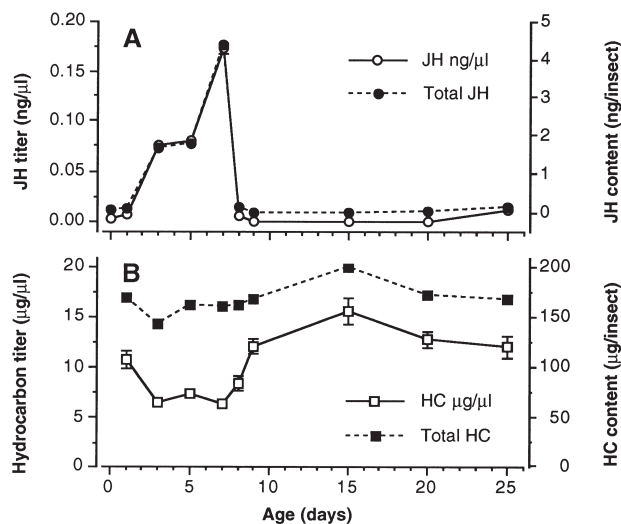 A
JH titer (ng/μl)
0.20
0.15
0.10
0.05
0.00
JH ng/μl
Total JH
5
4
3
2
1
0
JH content (ng/insect)
B
Hydrocarbon titer (μg/μl)
20
15
10
5
0
HC μg/μl
Total HC
200
150
100
50
0
HC content (μg/insect)
0 5 10 15 20 25
Age (days)